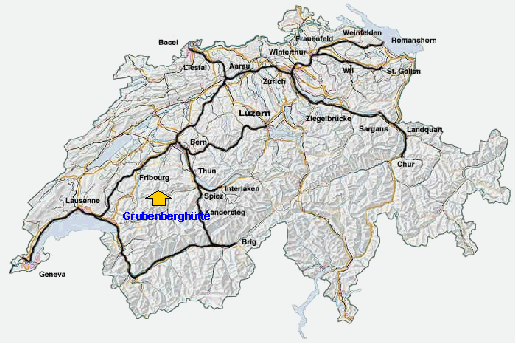 Weinfelden
Frauenfeld
Romanshorn
Basel
Winterthur
Liestal
Aarau
Wil
St. Gallen
Zürich
Luzern
Ziegelbrücke
Sargans
Landquart
Bern
Chur
Thun
Fribourg
Interlaken
Spiez
Lausanne
Grubenberghütte
Kandersteg
Brig
Geneva